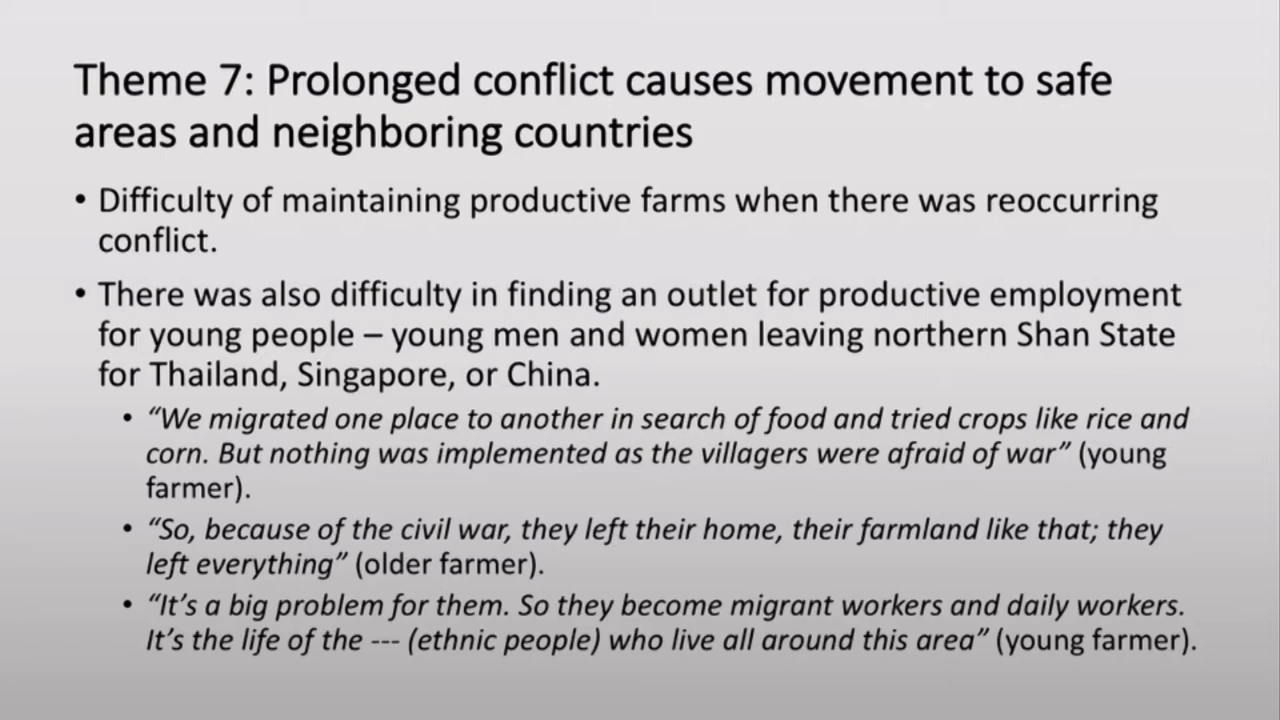 Theme 7: Prolonged conflict causes movement to safe
areas and neighboring countries
• Difficulty of maintaining productive farms when there was reoccurring
conflict.
• There was also difficulty in finding an outlet for productive employment
for young people – young men and women leaving northern Shan State
for Thailand, Singapore, or China.
• “We migrated one place to another in search of food and tried crops like rice and
corn. But nothing was implemented as the villagers were afraid of war” (young
farmer).
• “So, because of the civil war, they left their home, their farmland like that; they
left everything” (older farmer).
• “It’s a big problem for them. So they become migrant workers and daily workers.
It’s the life of the --- (ethnic people) who live all around this area” (young farmer).